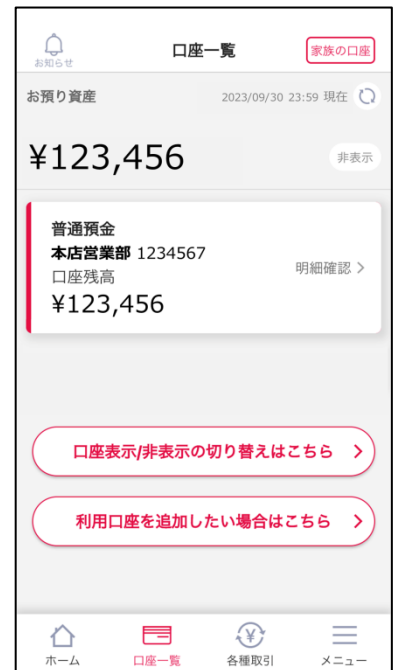 お知らせ
口座一覧
家族の口座
お預り資産
2023/09/30 23:59 現在
¥123,456
非表示
普通預金
本店営業部 1234567
口座残高
明細確認
¥123,456
口座表示/非表示の切り替えはこちら
利用口座を追加したい場合はこちら
ホーム
口座一覧
各種取引
メニュー